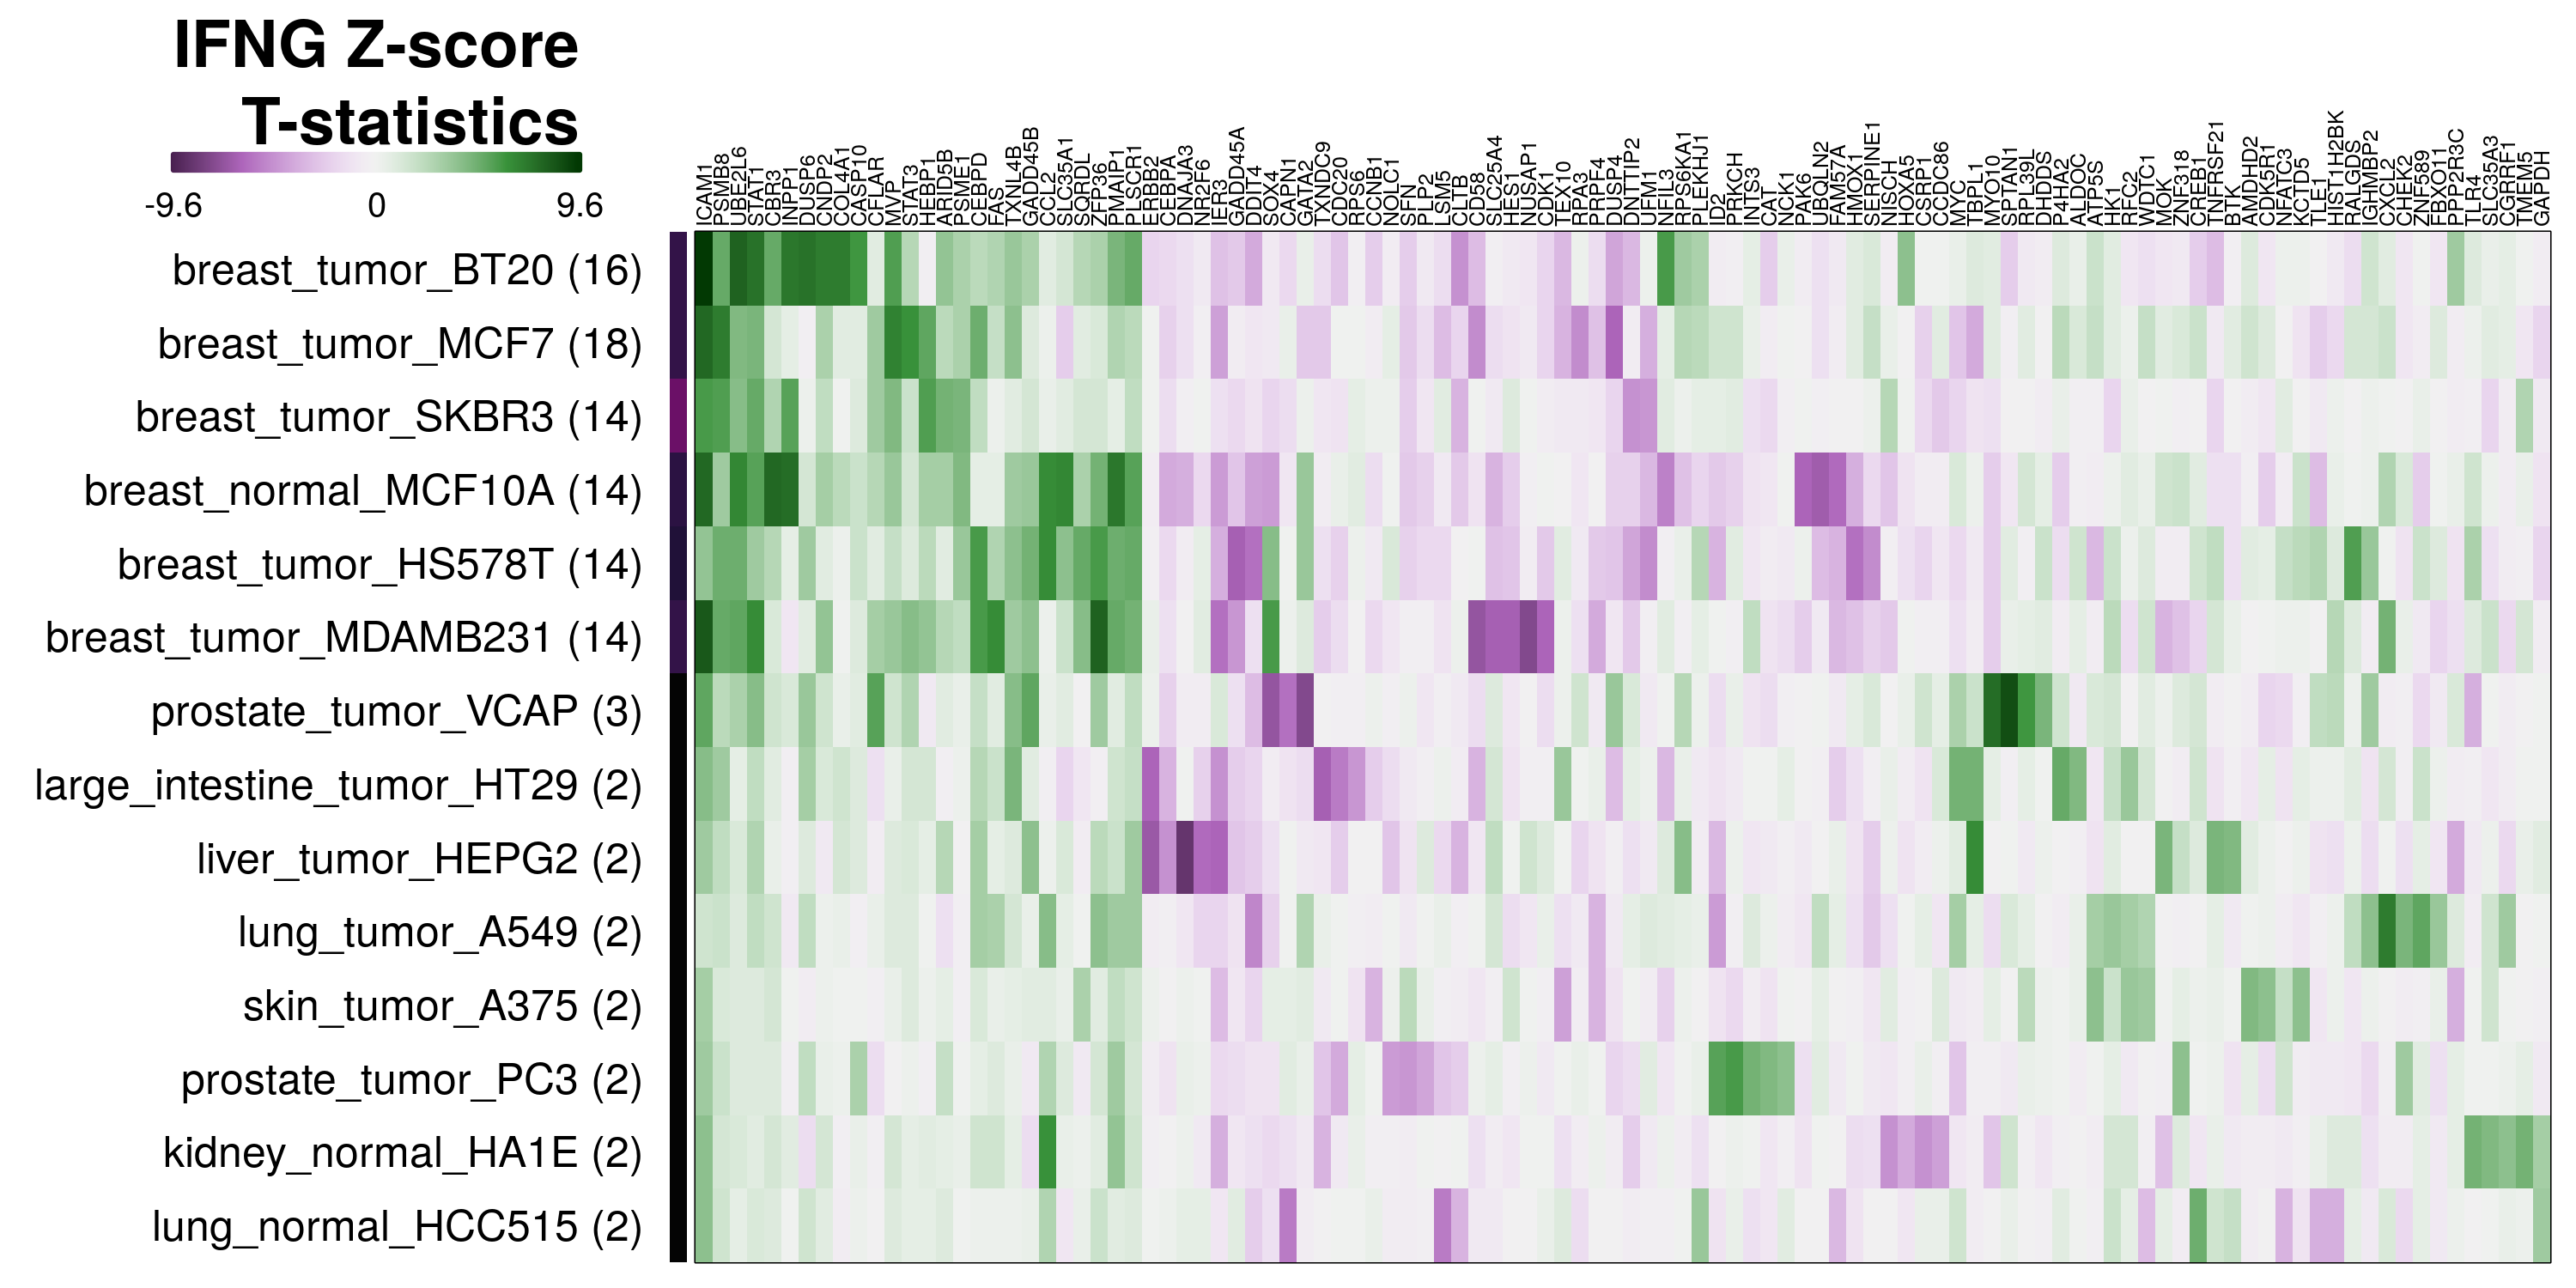 IFNG Z-score
T-statistics
-9.6 0 9.6
ICAM1
PSMB8
UBE2L6
STAT1
CBR3
INPP1
DUSP6
CNDP2
COL4A1
CASP10
CFLAR
MVP
STAT3
HEBP1
ARID5B
PSME1
CEBPD
FAS
TXNL4B
GADD45B
CCL2
SLC35A1
SQRDL
ZFP36
PMAIP1
PLSCR1
ERBB2
CEBPA
DNAJA3
NR2F6
IER3
GADD45A
DDIT4
SOX4
CAPN1
GATA2
TXNDC9
CDC20
RPS6
CCNB1
NOLC1
SFN
PLP2
LSM5
CLTB
CD58
SLC25A4
HES1
NUSAP1
CDK1
TEX10
RPA3
PRPF4
DUSP4
DNTTIP2
UFM1
NFIL3
RPS6KA1
PLEKHJ1
ID2
PRKCH
INTS3
CAT
NCK1
PAK6
UBQLN2
FAM57A
HMOX1
SERPINE1
NISCH
HOXA5
CSRP1
CCDC86
MYC
TBPL1
MYO10
SPTAN1
RPL39L
DHDDS
P4HA2
ALDOC
ATP5S
HK1
RFC2
WDTC1
MOK
ZNF318
CREB1
TNFRSF21
BTK
AMDHD2
CDK5R1
NFATC3
KCTD5
TLE1
HIST1H2BK
RALGDS
IGHMBP2
CXCL2
CHEK2
ZNF589
FBXO11
PPP2R3C
TLR4
SLC35A3
CGRRF1
TMEM5
GAPDH
breast_tumor_BT20 (16)
breast_tumor_MCF7 (18)
breast_tumor_SKBR3 (14)
breast_normal_MCF10A (14)
breast_tumor_HS578T (14)
breast_tumor_MDAMB231 (14)
prostate_tumor_VCAP (3)
large_intestine_tumor_HT29 (2)
liver_tumor_HEPG2 (2)
lung_tumor_A549 (2)
skin_tumor_A375 (2)
prostate_tumor_PC3 (2)
kidney_normal_HA1E (2)
lung_normal_HCC515 (2)